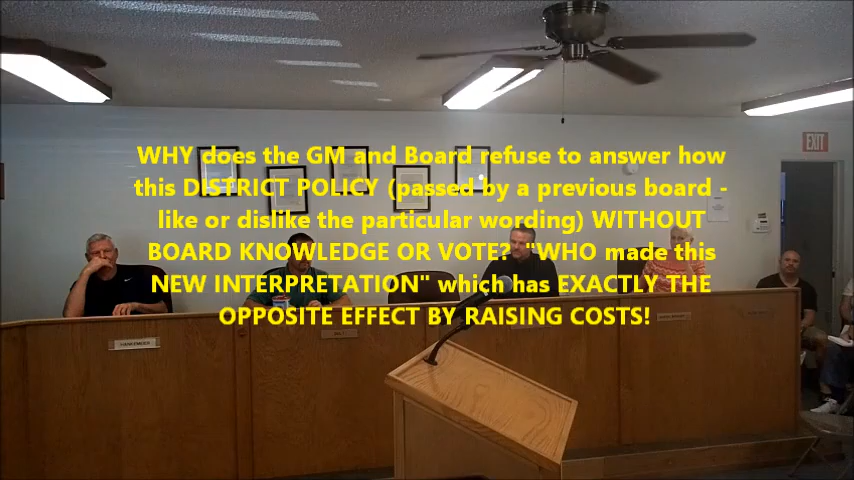 EXIT
WHY does the GM and Board refuse to answer how
this DISTRICT POLICY (passed by a previous board -
like or dislike the particular wording) WITHOUT
BOARD KNOWLEDGE OR VOTE? "WHO made this
NEW INTERPRETATION" which has EXACTLY THE
OPPOSITE EFFECT BY RAISING COSTS!